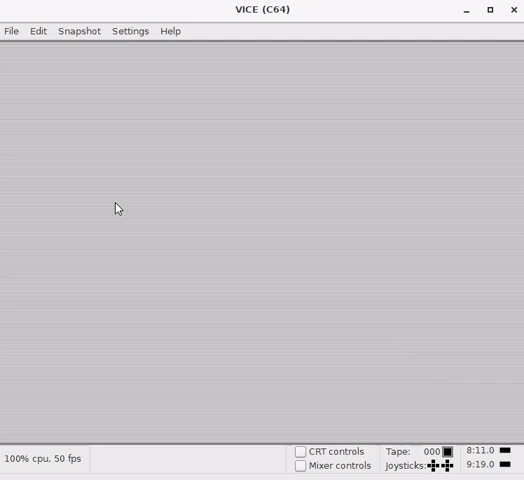 VICE (C64)
File Edit Snapshot Settings Help
CRT controls Tape: 000 8:11.0
100% cpu, 50 fps
Mixer controls Joysticks: 9:19.0